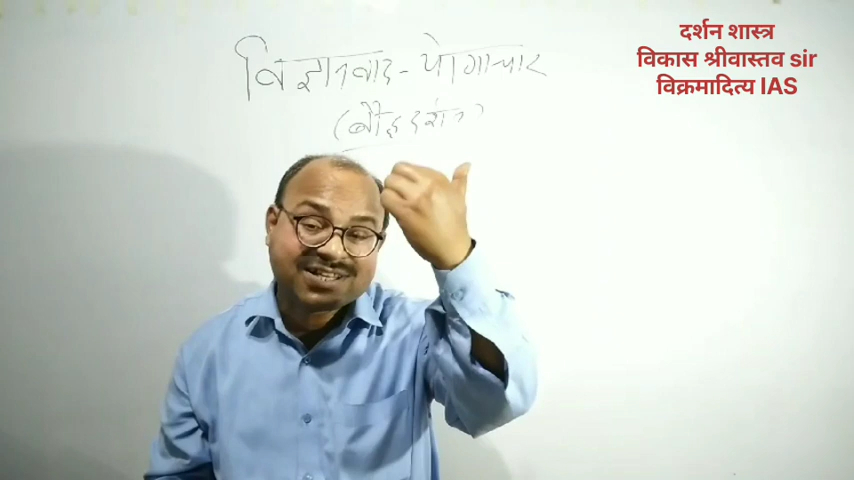 विज्ञानवाद - योगाचार
(बौद्ध दर्शन)
दर्शन शास्त्र
विकास श्रीवास्तव sir
विक्रमादित्य IAS